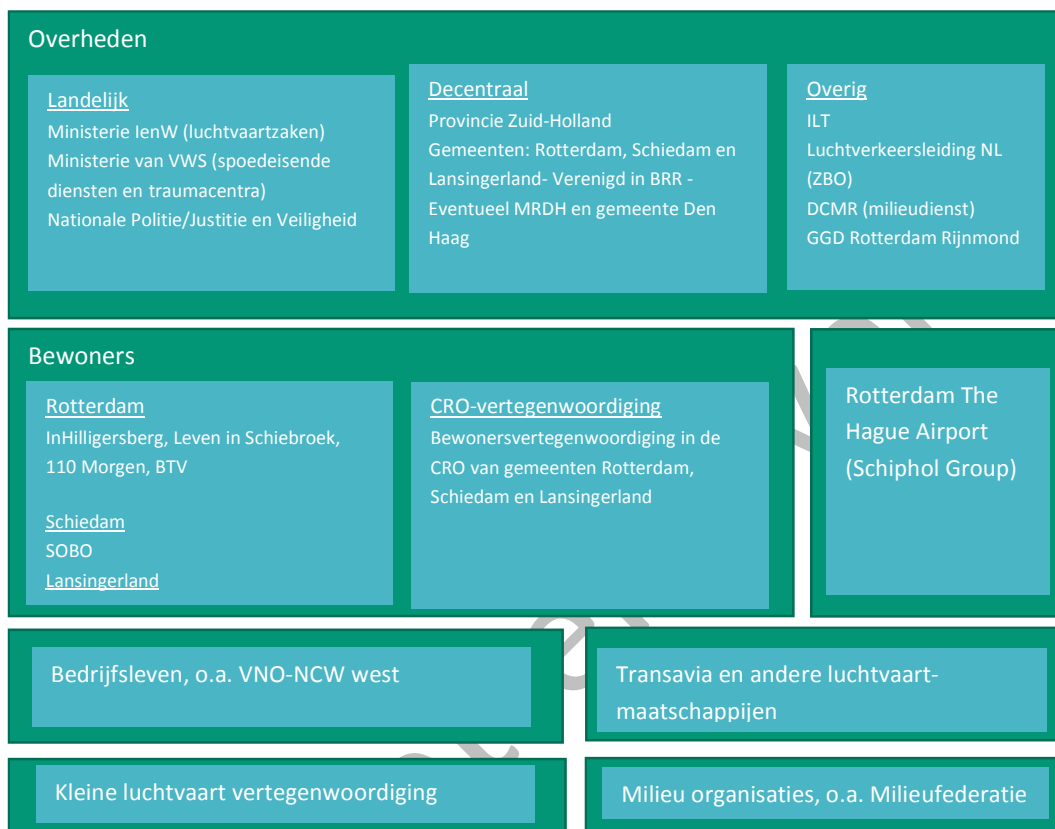 Overheden
Landelijk
Ministerie IenW (luchtvaartzaken)
Ministerie van VWS (spoedeisende
diensten en traumacentra)
Nationale Politie/Justitie en Veiligheid
Decentraal
Provincie Zuid-Holland
Gemeenten: Rotterdam, Schiedam en
Lansingerland- Verenigd in BRR -
Eventueel MRDH en gemeente Den
Haag
Overig
ILT
Luchtverkeersleiding NL
(ZBO)
DCMR (milieudienst)
GGD Rotterdam Rijnmond
Bewoners
Rotterdam
InHilligersberg, Leven in Schiebroek,
110 Morgen, BTV
Schiedam
SOBO
Lansingerland
CRO-vertegenwoordiging
Bewonersvertegenwoordiging in de
CRO van gemeenten Rotterdam,
Schiedam en Lansingerland
Rotterdam The
Hague Airport
(Schiphol Group)
Bedrijfsleven, o.a. VNO-NCW west
Transavia en andere luchtvaart-
maatschappijen
Kleine luchtvaart vertegenwoordiging
Milieu organisaties, o.a. Milieufederatie